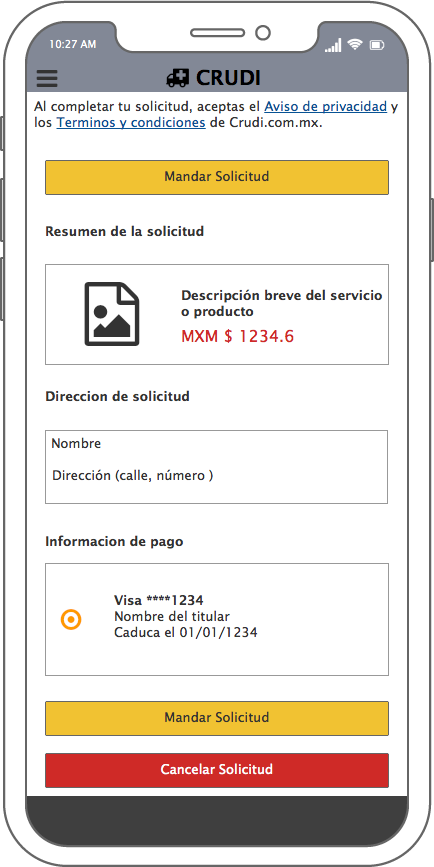 10:27 AM
CRUDI
Al completar tu solicitud, aceptas el Aviso de privacidad y
los Terminos y condiciones de Crudi.com.mx.
Mandar Solicitud
Resumen de la solicitud
Descripción breve del servicio
o producto
MXM $ 1234.6
Direccion de solicitud
Nombre
Dirección (calle, número )
Informacion de pago
Visa ****1234
Nombre del titular
Caduca el 01/01/1234
Mandar Solicitud
Cancelar Solicitud